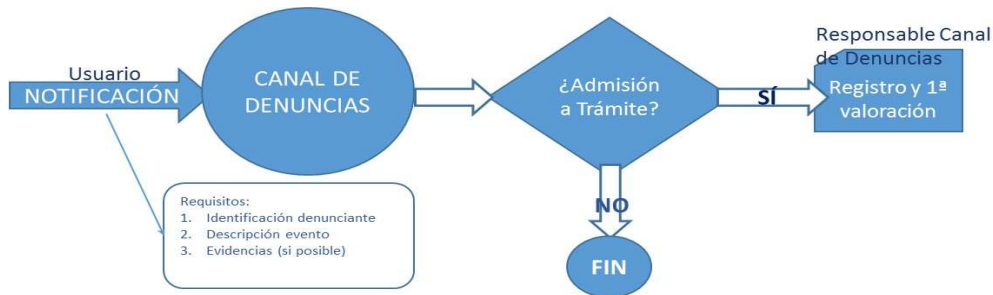 Usuario
NOTIFICACIÓN
CANAL DE
DENUNCIAS
¿Admisión
a Trámite?
SÍ
Responsable Canal
de Denuncias
Registro y 1ª
valoración
Requisitos:
1. Identificación denunciante
2. Descripción evento
3. Evidencias (si posible)
NO
FIN